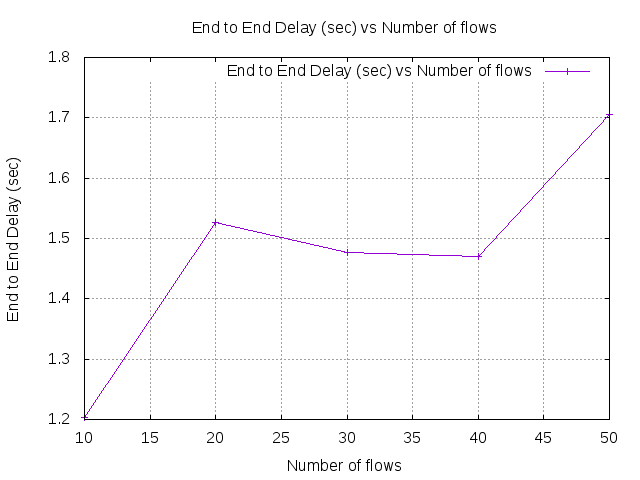 End to End Delay (sec) vs Number of flows
End to End Delay (sec) vs Number of flows
End to End Delay (sec)
1.8
1.7
1.6
1.5
1.4
1.3
1.2
10 15 20 25 30 35 40 45 50
Number of flows